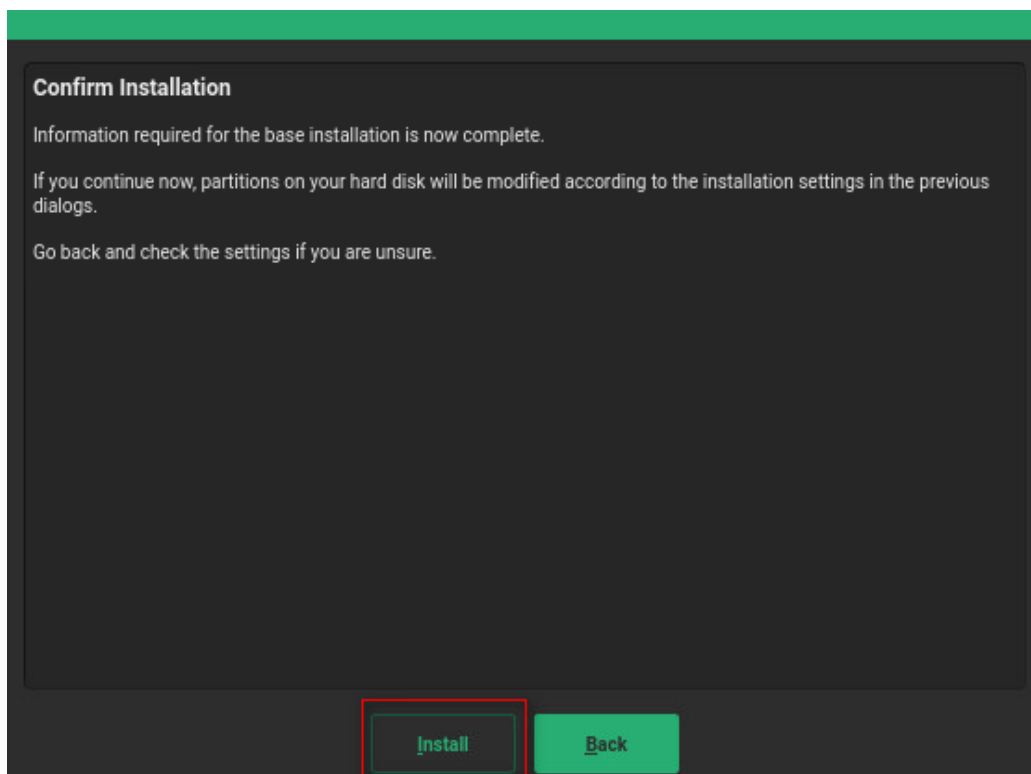 Confirm Installation
Information required for the base installation is now complete.
If you continue now, partitions on your hard disk will be modified according to the installation settings in the previous
dialogs.
Go back and check the settings if you are unsure.
Install
Back